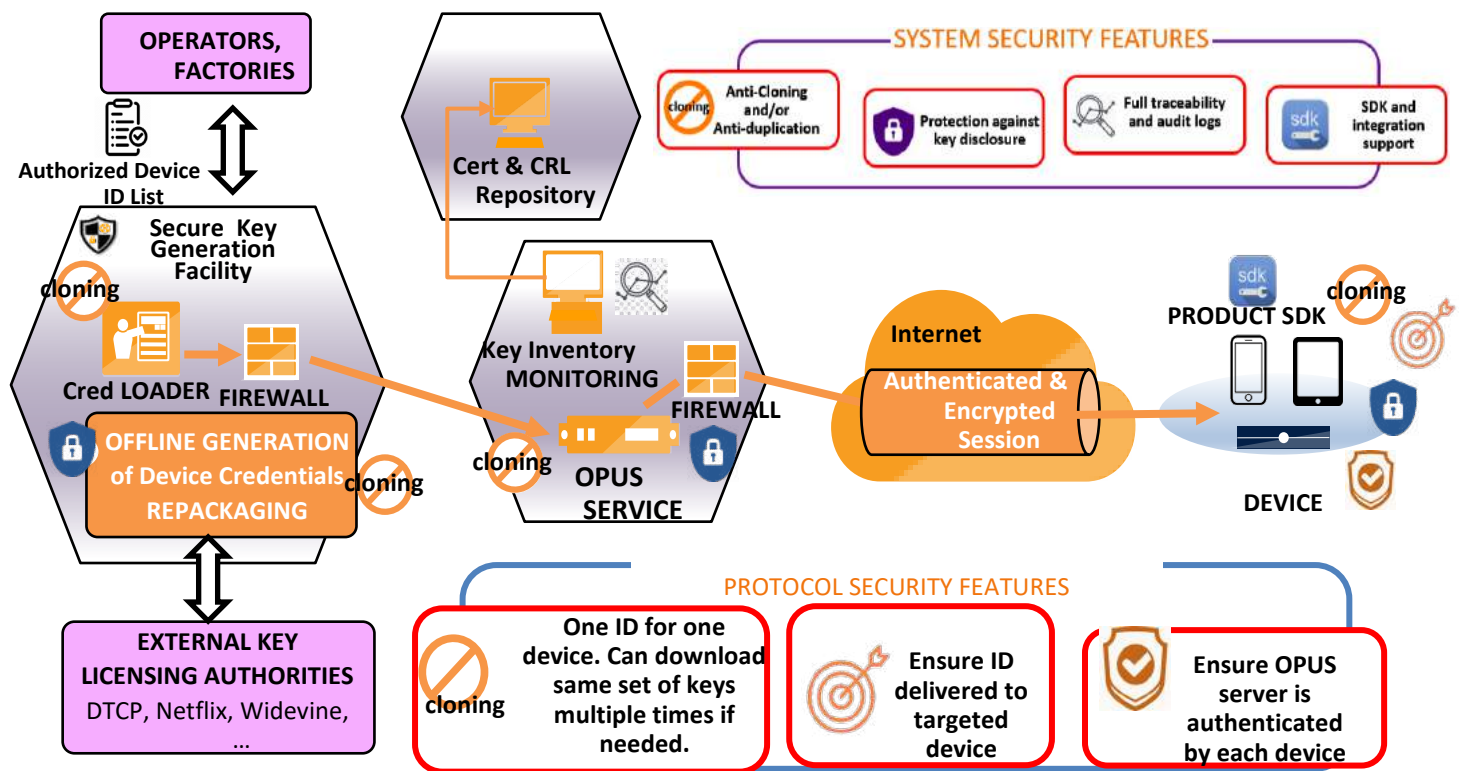 OPERATORS,
FACTORIES
Authorized Device
ID List
Secure Key
Generation
Facility
cloning
Cred LOADER
FIREWALL
OFFLINE GENERATION
of Device Credentials
REPACKAGING
cloning
EXTERNAL KEY
LICENSING AUTHORITIES
DTCP, Netflix, Widevine,
...
Cert & CRL
Repository
Key Inventory
MONITORING
FIREWALL
cloning
OPUS
SERVICE
SYSTEM SECURITY FEATURES
cloning
Anti-Cloning
and/or
Anti-duplication
Protection against
key disclosure
Full traceability
and audit logs
sdk
SDK and
integration
support
Internet
Authenticated &
Encrypted
Session
sdk
cloning
PRODUCT SDK
DEVICE
PROTOCOL SECURITY FEATURES
cloning
One ID for one
device. Can download
same set of keys
multiple times if
needed.
Ensure ID
delivered to
targeted
device
Ensure OPUS
server is
authenticated
by each device